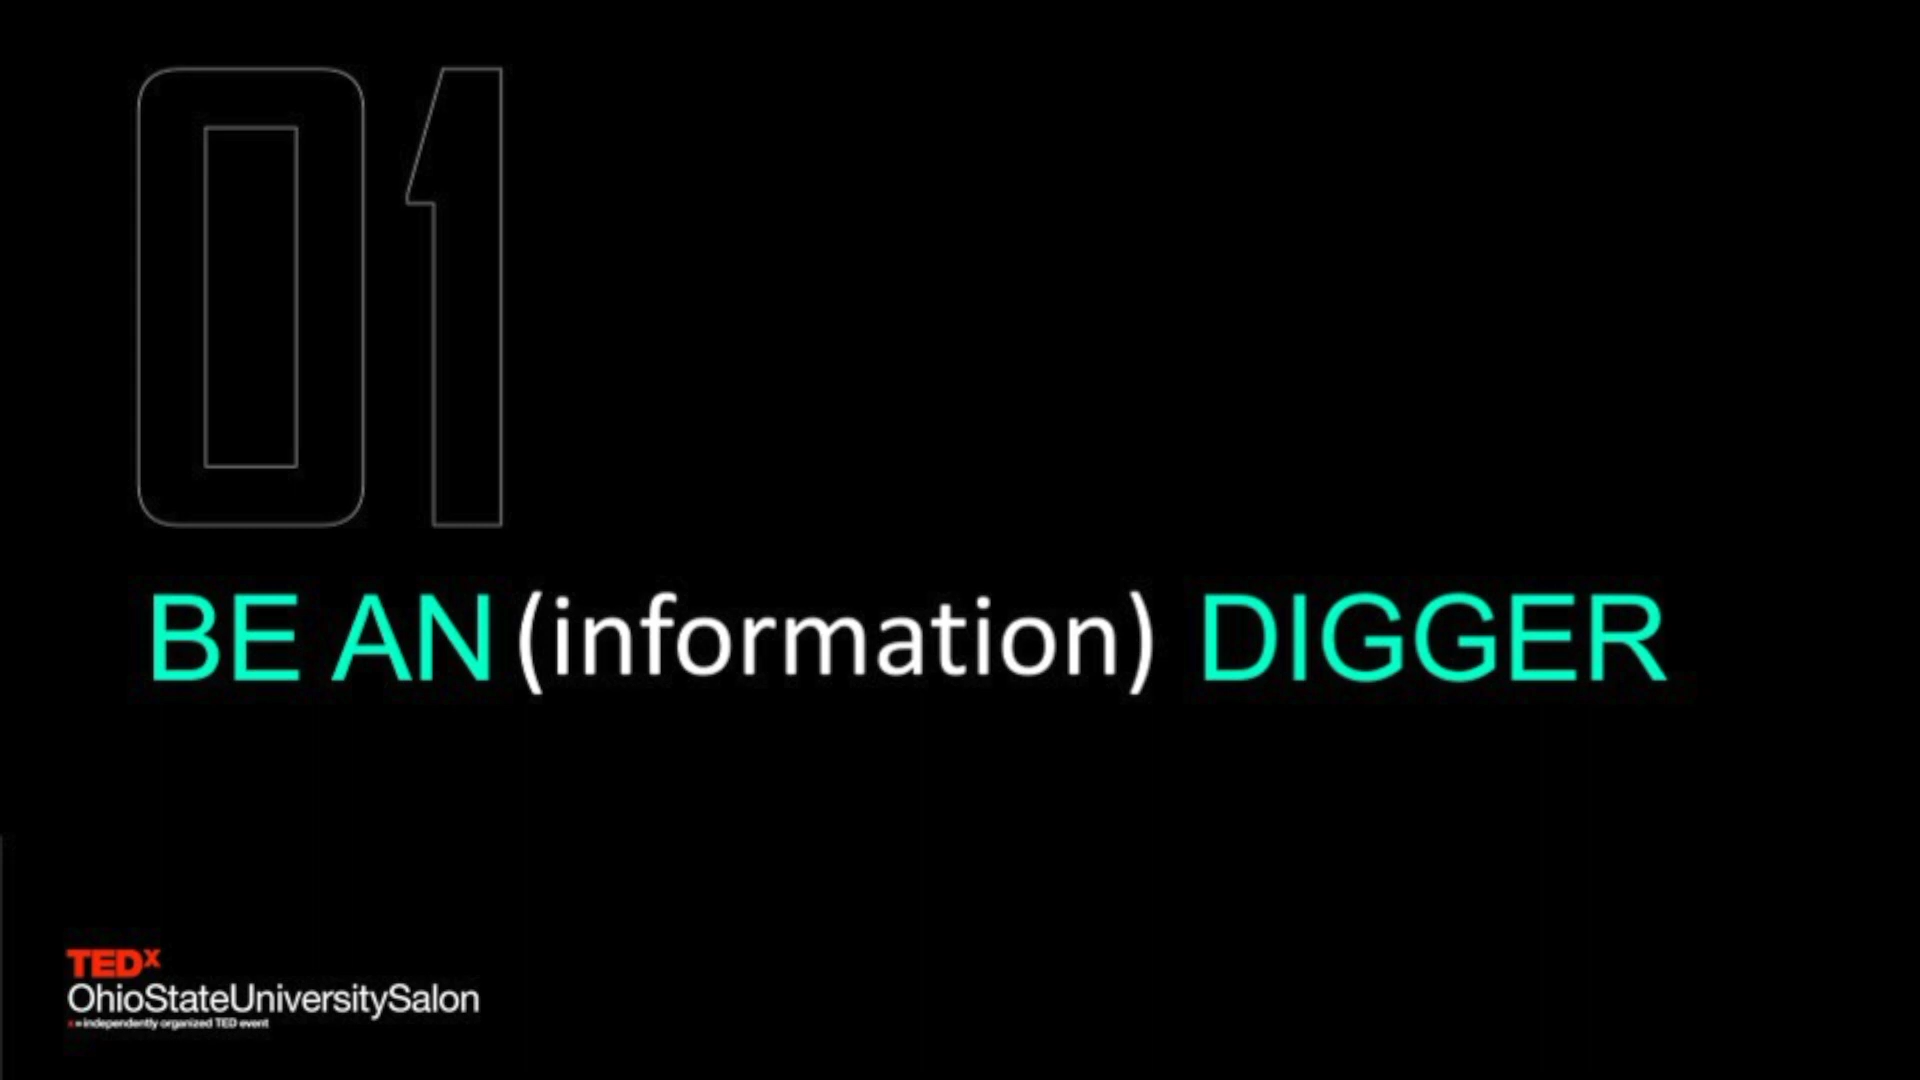 01
BE AN (information) DIGGER
TEDx
OhioStateUniversitySalon
x = independently organized TED event